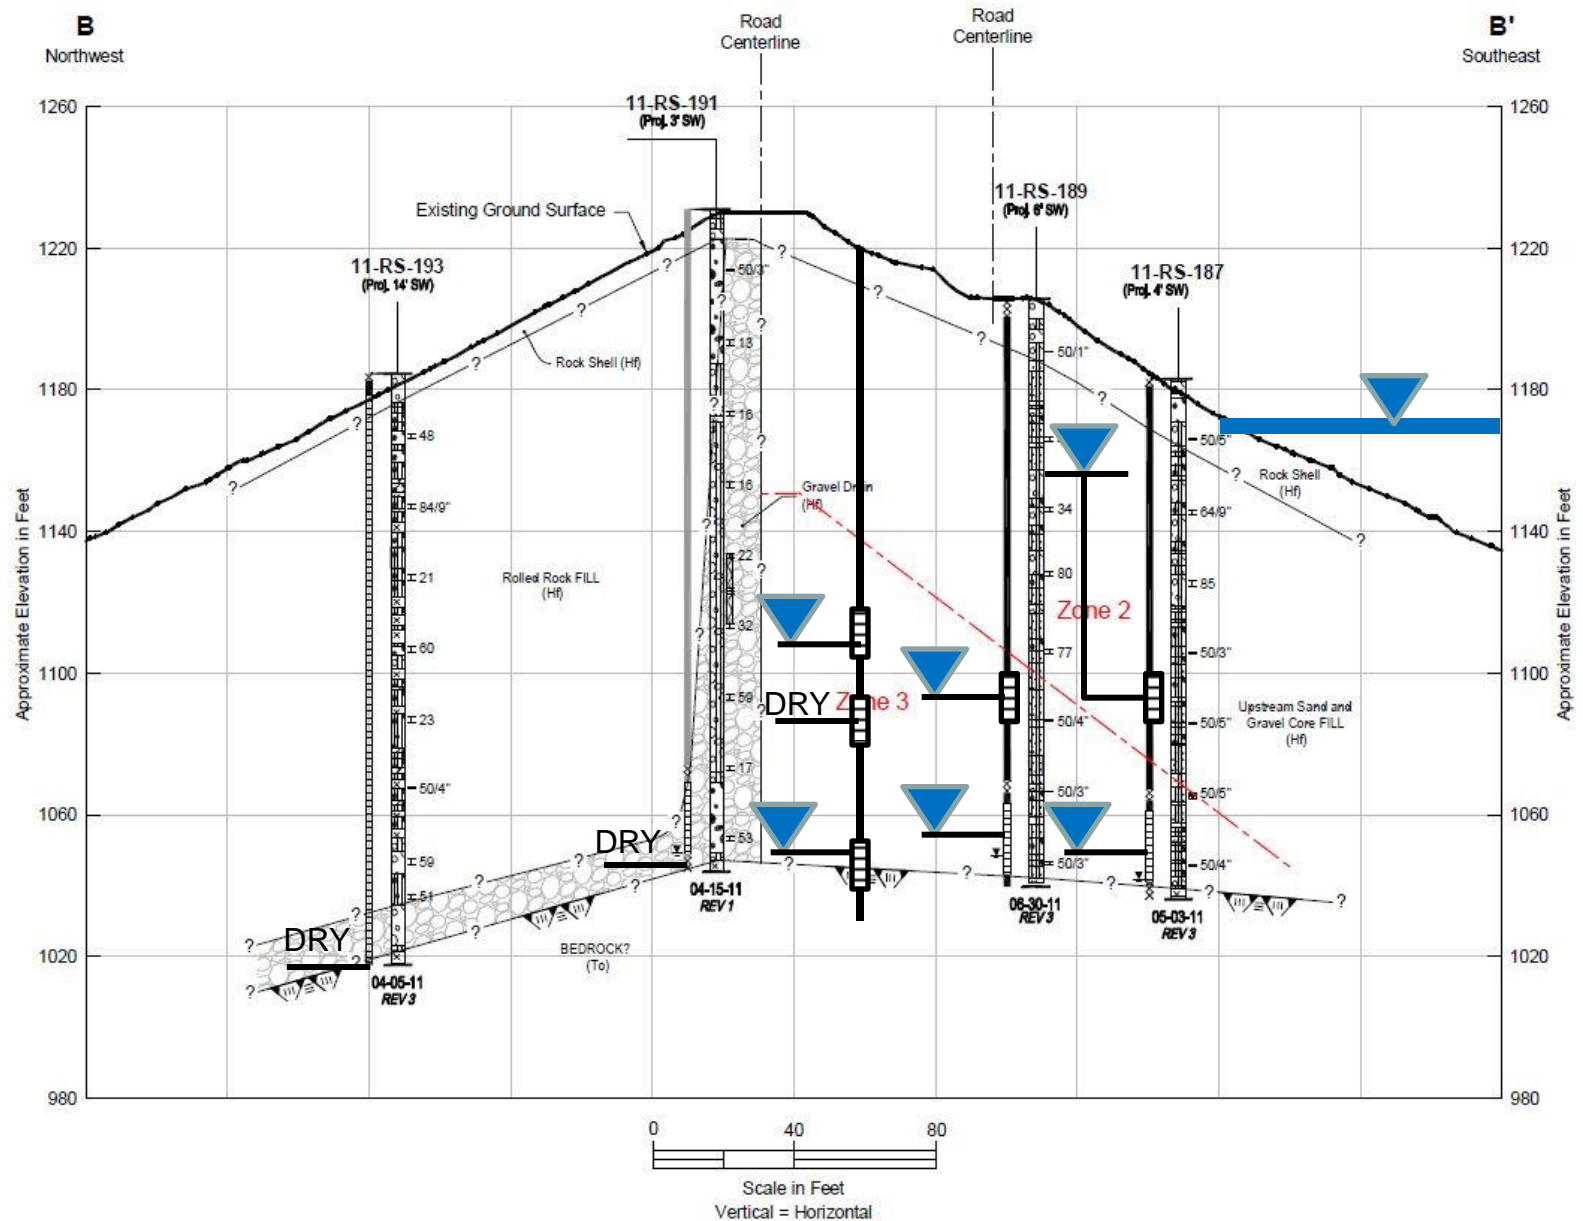 B
Northwest
Road
Centerline
Road
Centerline
B'
Southeast
1260
11-RS-191
(Proj. 3' SW)
1260
Existing Ground Surface
11-RS-189
(Proj. 6' SW)
1220
11-RS-193
(Proj. 14' SW)
11-RS-187
(Proj. 4' SW)
1220
50/3"
Rock Shell (Hf)
13
50/1"
1180
1180
16
48
50/5"
Rock Shell
(Hf)
16
Gravel Drain
(Hf)
84/9"
34
64/9"
1140
1140
22
Rolled Rock FILL
(Hf)
21
80
85
Zone 2
32
60
77
50/3"
1100
1100
59
DRY
Zone 3
23
50/4"
50/5"
Upstream Sand and
Gravel Core FILL
(Hf)
17
50/4"
50/3"
50/5"
1060
1060
DRY
53
59
50/3"
50/4"
51
04-15-11
REV 1
06-30-11
REV 3
05-03-11
REV 3
DRY
BEDROCK?
(To)
1020
1020
04-05-11
REV 3
980
980
Approximate Elevation in Feet
Approximate Elevation in Feet
0
40
80
Scale in Feet
Vertical = Horizontal